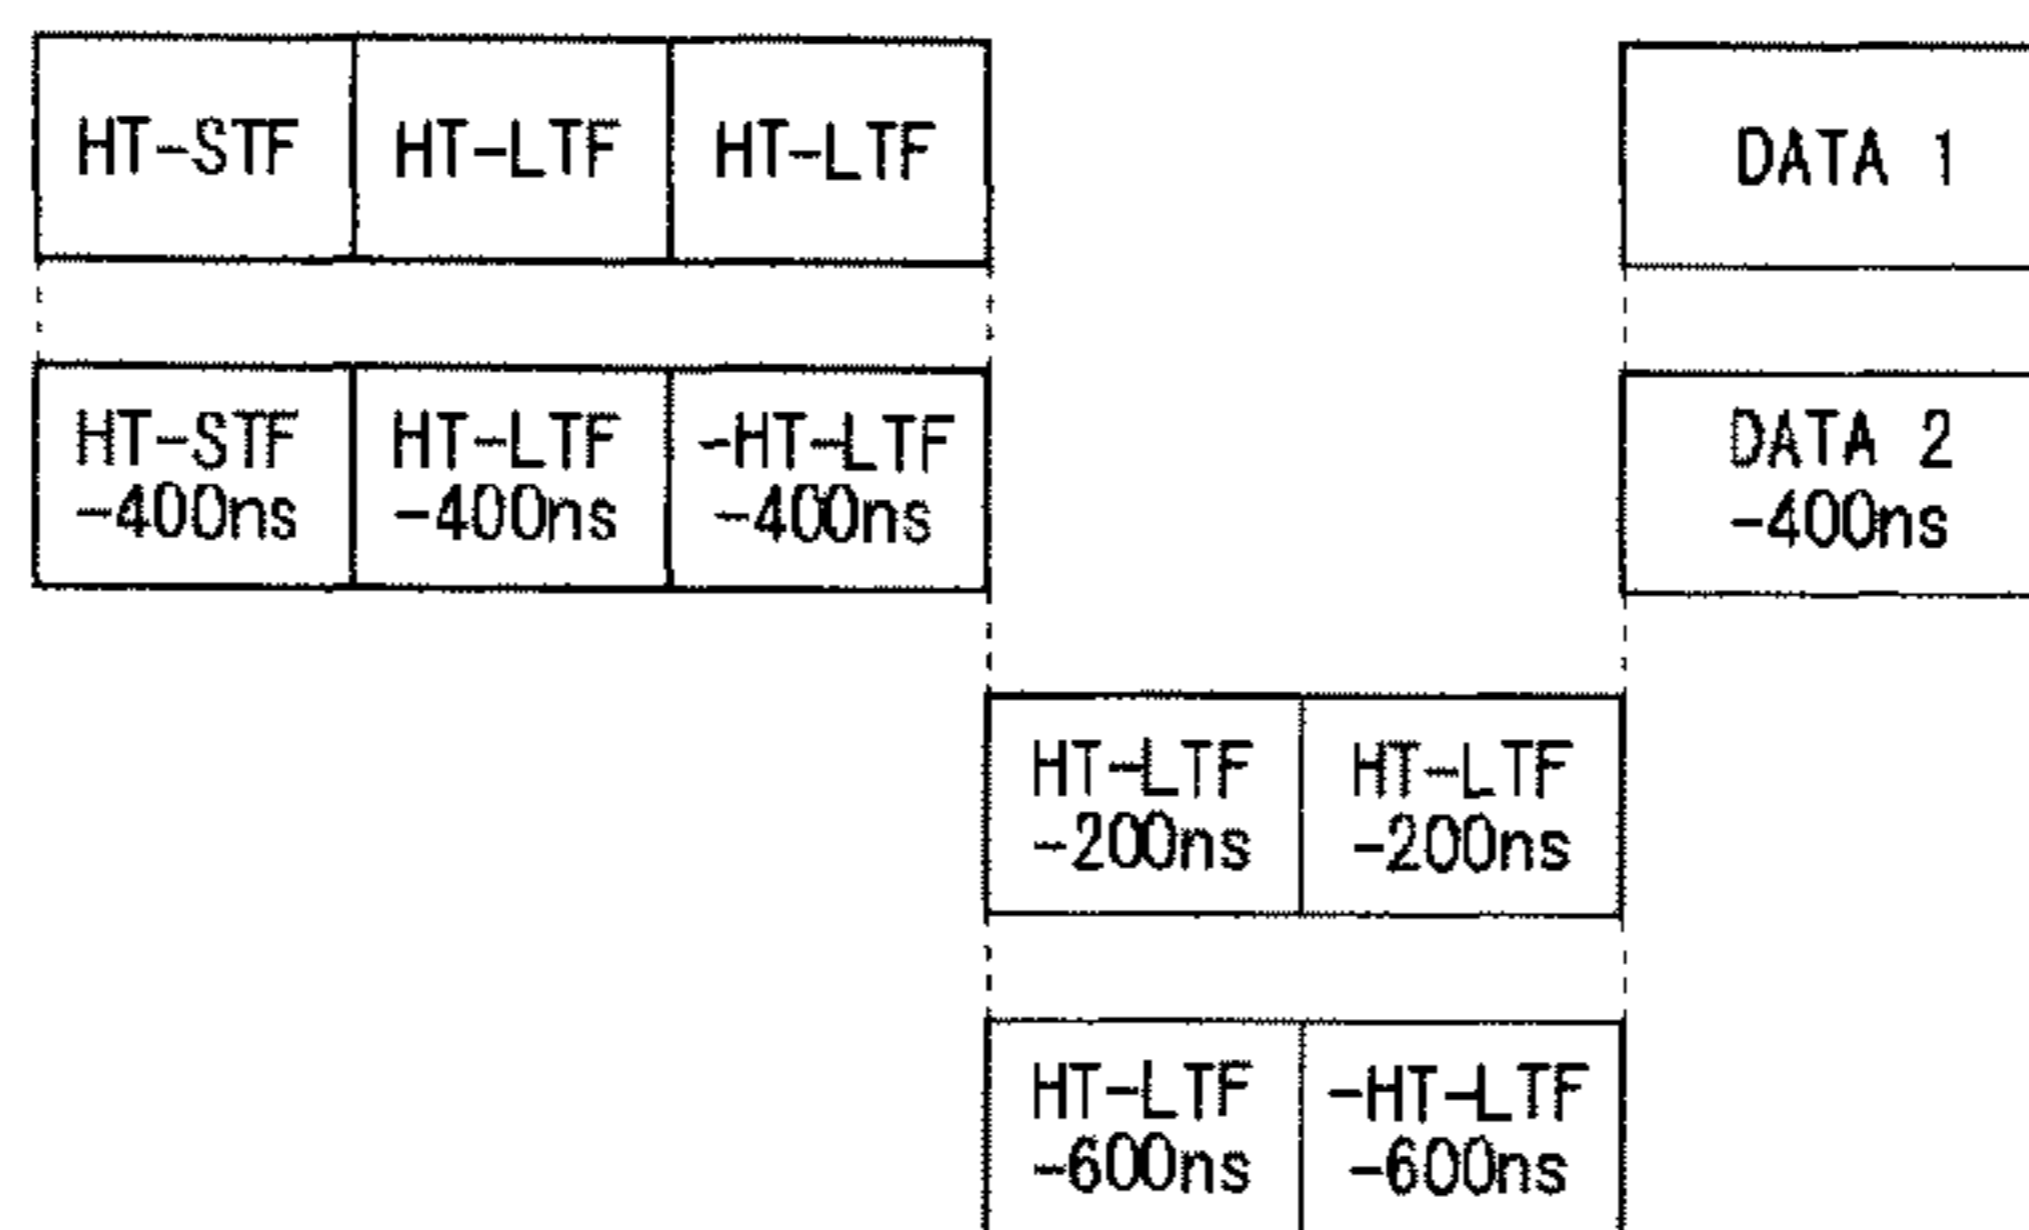 HT-STF HT-LTF HT-LTF DATA 1
HT-STF HT-LTF -HT-LTF DATA 2
-400ns -400ns -400ns -400ns
HT-LTF HT-LTF
-200ns -200ns
HT-LTF -HT-LTF
-600ns -600ns